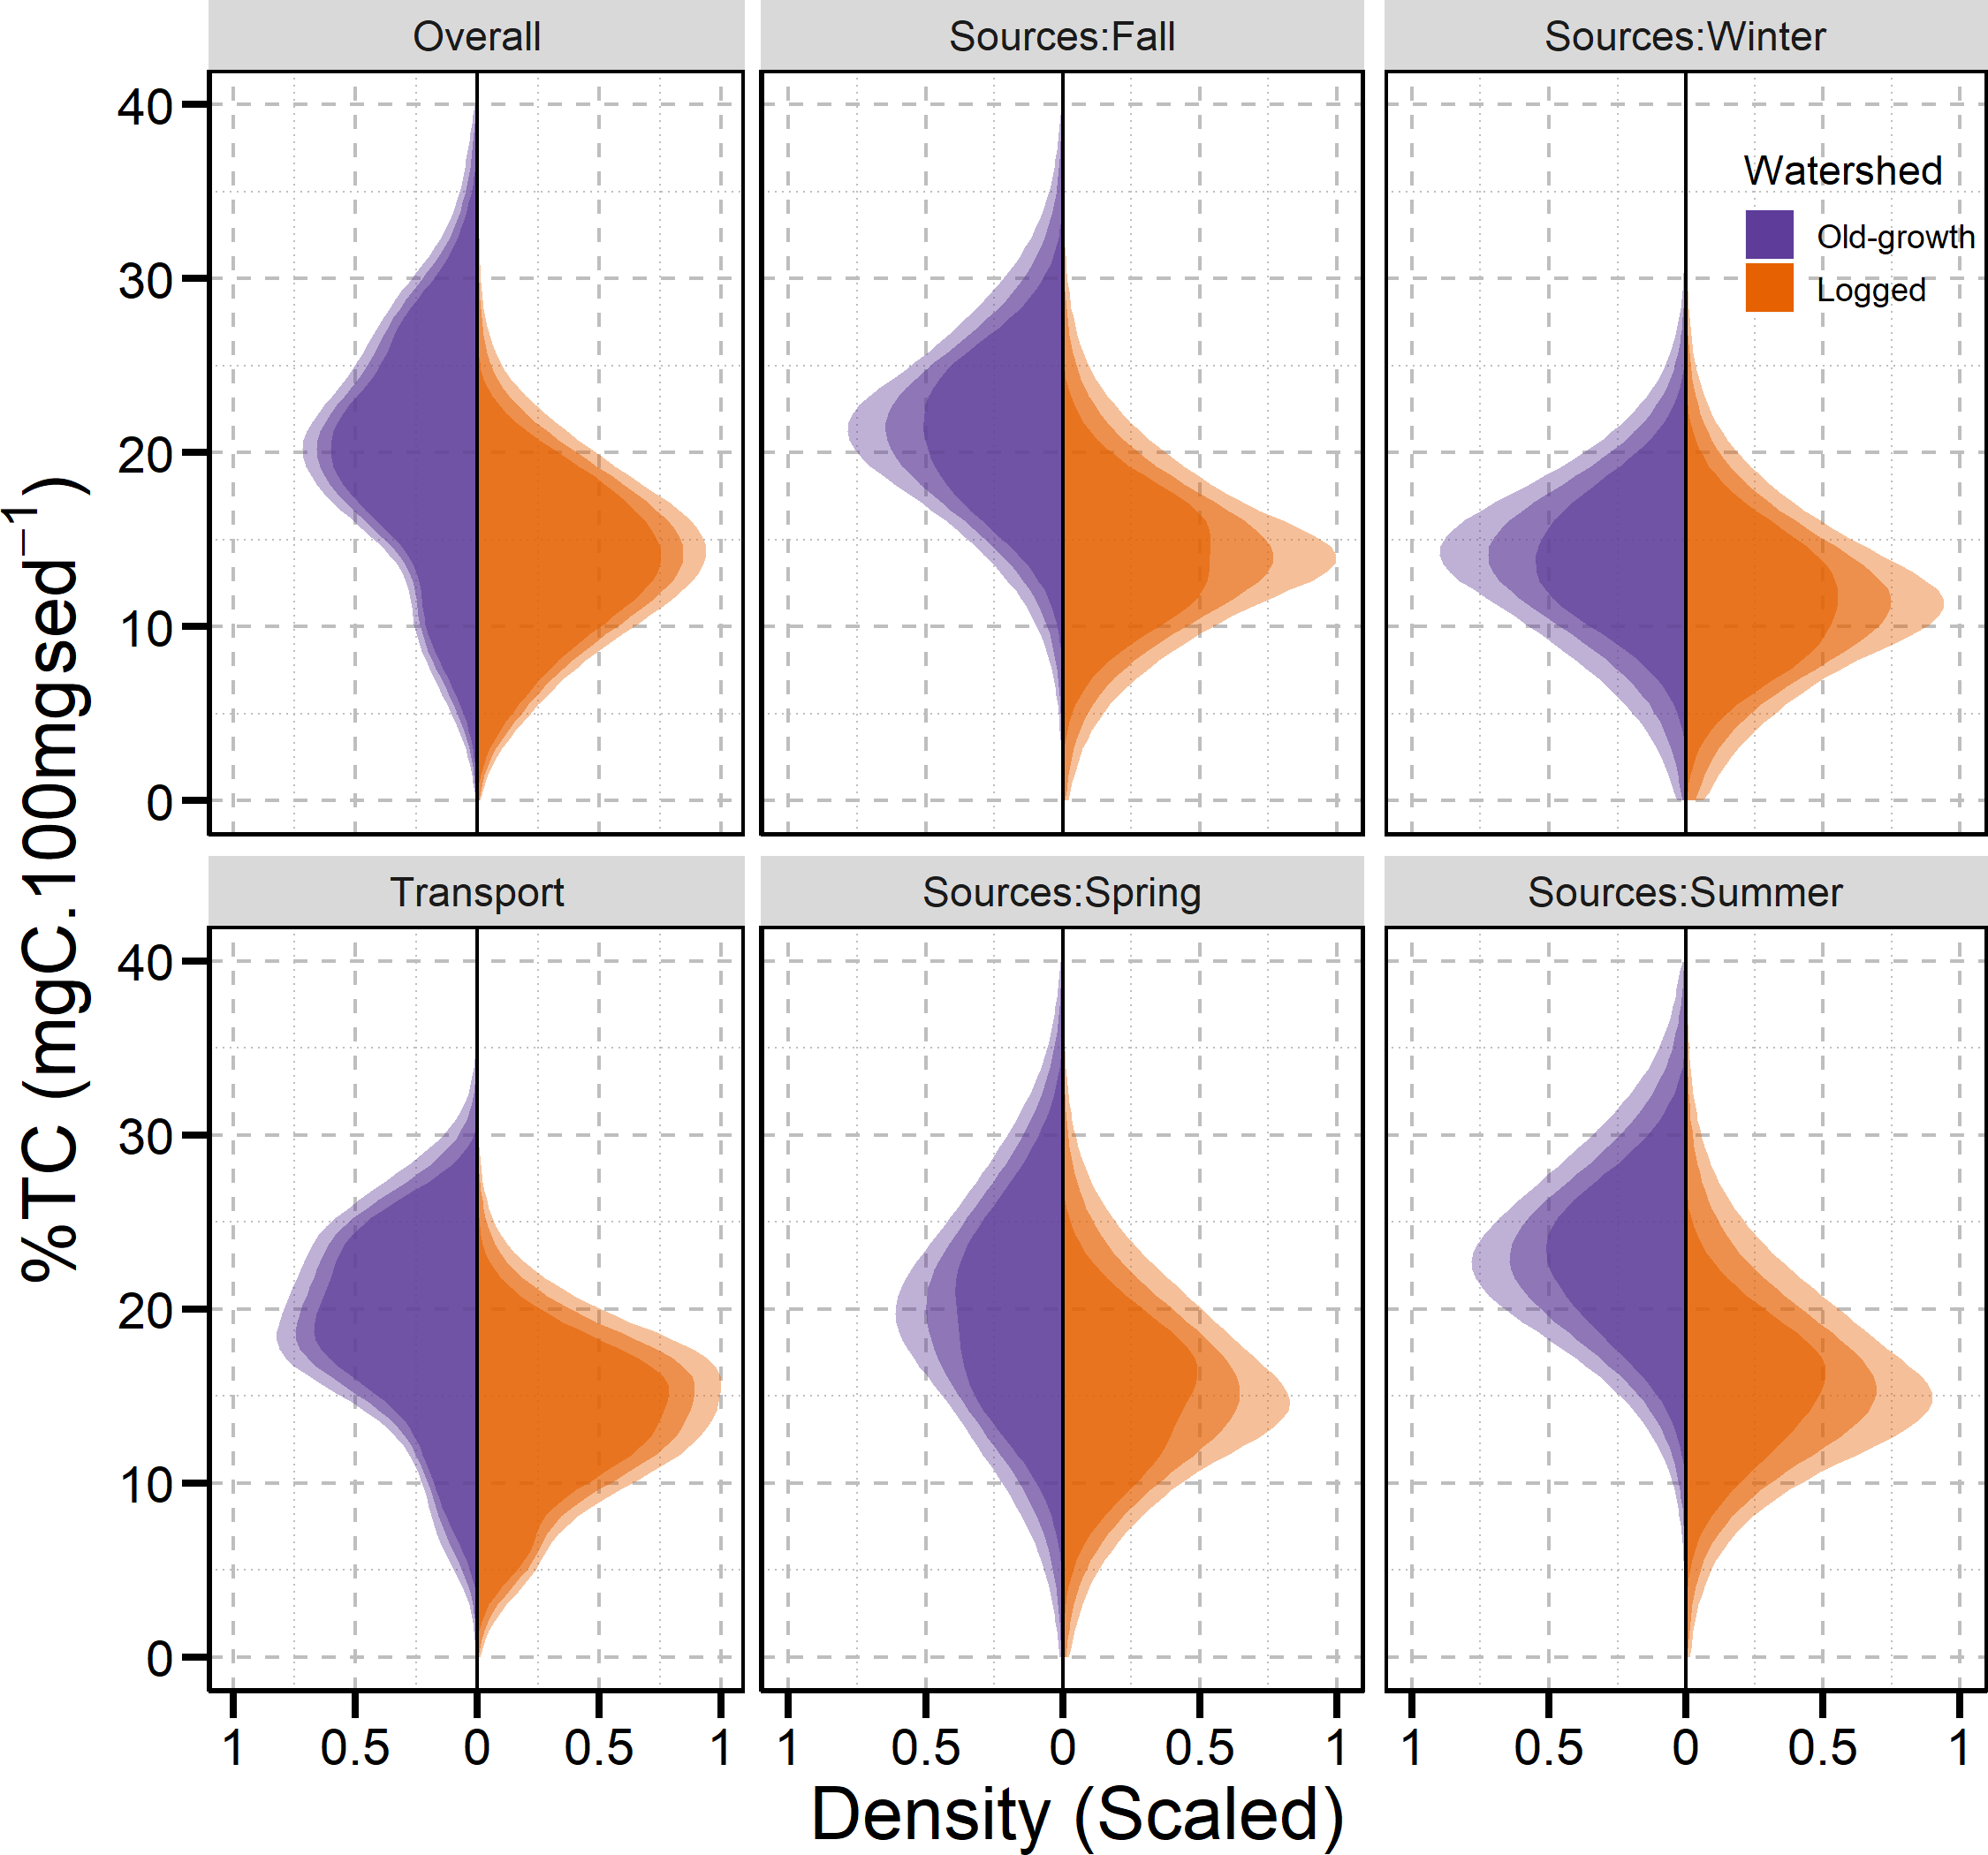 Overall
Sources:Fall
Sources:Winter
40
30
20
10
0
Watershed
Old-growth
Logged
%TC (mgC.100mgsed⁻¹)
Transport
Sources:Spring
Sources:Summer
40
30
20
10
0
1 0.5 0 0.5 1
1 0.5 0 0.5 1
1 0.5 0 0.5 1
Density (Scaled)